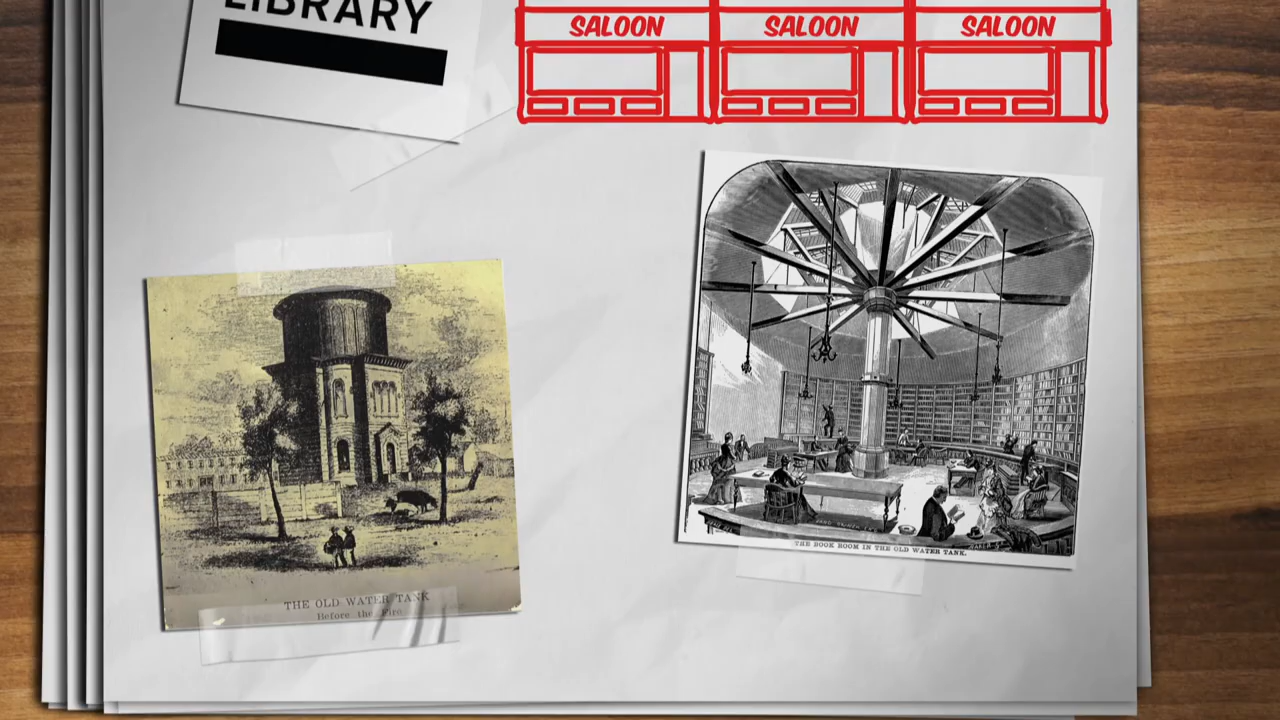 LIBRARY
SALOON SALOON SALOON
THE OLD WATER TANK
Before the Fire
THE BOOK ROOM IN THE OLD WATER TANK.